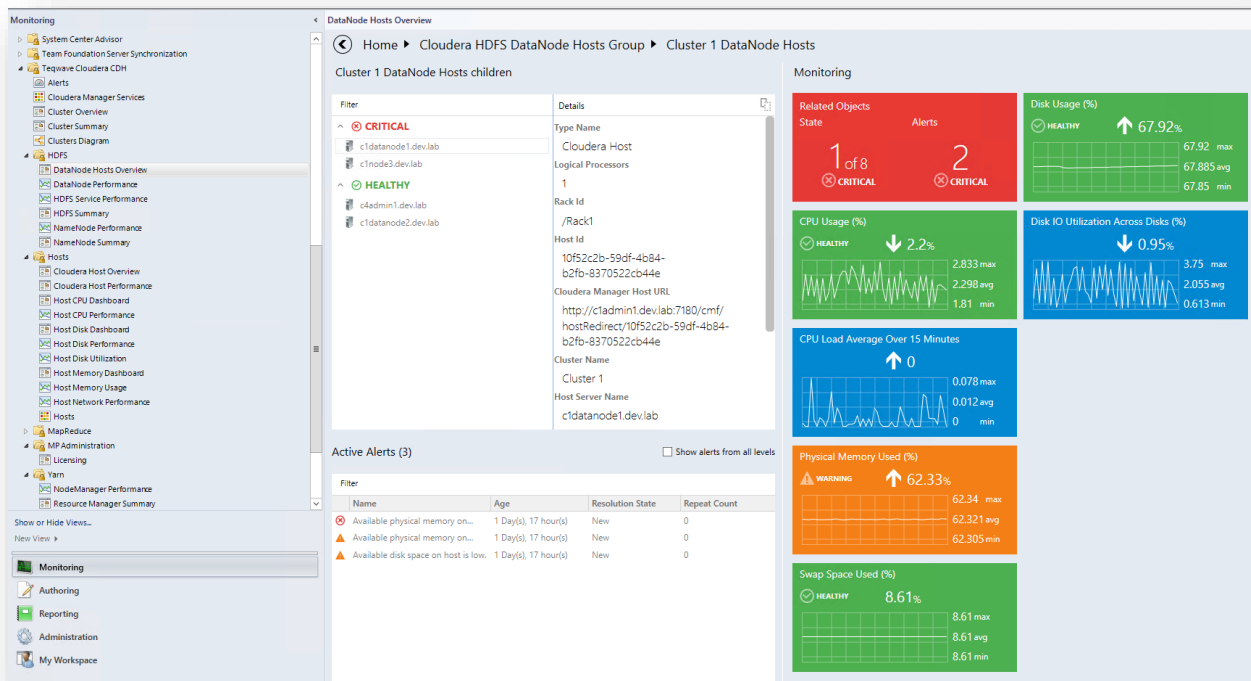 Monitoring
System Center Advisor
Team Foundation Server Synchronization
Teqwave Cloudera CDH
Alerts
Cloudera Manager Services
Cluster Overview
Cluster Summary
Clusters Diagram
HDFS
DataNode Hosts Overview
DataNode Performance
HDFS Service Performance
HDFS Summary
NameNode Performance
NameNode Summary
Hosts
Cloudera Host Overview
Cloudera Host Performance
Host CPU Dashboard
Host CPU Performance
Host Disk Dashboard
Host Disk Performance
Host Disk Utilization
Host Memory Dashboard
Host Memory Usage
Host Network Performance
Hosts
MapReduce
MP Administration
Licensing
Yarn
NodeManager Performance
Resource Manager Summary
Show or Hide Views...
New View
Monitoring
Authoring
Reporting
Administration
My Workspace
DataNode Hosts Overview
Home Cloudera HDFS DataNode Hosts Group Cluster 1 DataNode Hosts
Cluster 1 DataNode Hosts children
Filter
CRITICAL
c1datanode1.dev.lab
c1node3.dev.lab
HEALTHY
c4admin1.dev.lab
c1datanode2.dev.lab
Details
Type Name
Cloudera Host
Logical Processors
1
Rack Id
/Rack1
Host Id
10f52c2b-59df-4b84-
b2fb-8370522cb44e
Cloudera Manager Host URL
http://c1admin1.dev.lab:7180/cmf/
hostRedirect/10f52c2b-59df-4b84-
b2fb-8370522cb44e
Cluster Name
Cluster 1
Host Server Name
c1datanode1.dev.lab
Active Alerts (3)
Show alerts from all levels
Filter
Name Age Resolution State Repeat Count
Available physical memory on... 1 Day(s), 17 hour(s) New 0
Available physical memory on... 1 Day(s), 17 hour(s) New 0
Available disk space on host is low. 1 Day(s), 17 hour(s) New 0
Monitoring
Related Objects
State Alerts
1 of 8 2
CRITICAL CRITICAL
Disk Usage (%)
HEALTHY 67.92%
67.92 max
67.885 avg
67.85 min
CPU Usage (%)
HEALTHY 2.2%
2.833 max
2.298 avg
1.81 min
Disk IO Utilization Across Disks (%)
0.95%
3.75 max
2.055 avg
0.613 min
CPU Load Average Over 15 Minutes
0
0.078 max
0.012 avg
0 min
Physical Memory Used (%)
WARNING 62.33%
62.34 max
62.321 avg
62.305 min
Swap Space Used (%)
HEALTHY 8.61%
8.61 max
8.61 avg
8.61 min